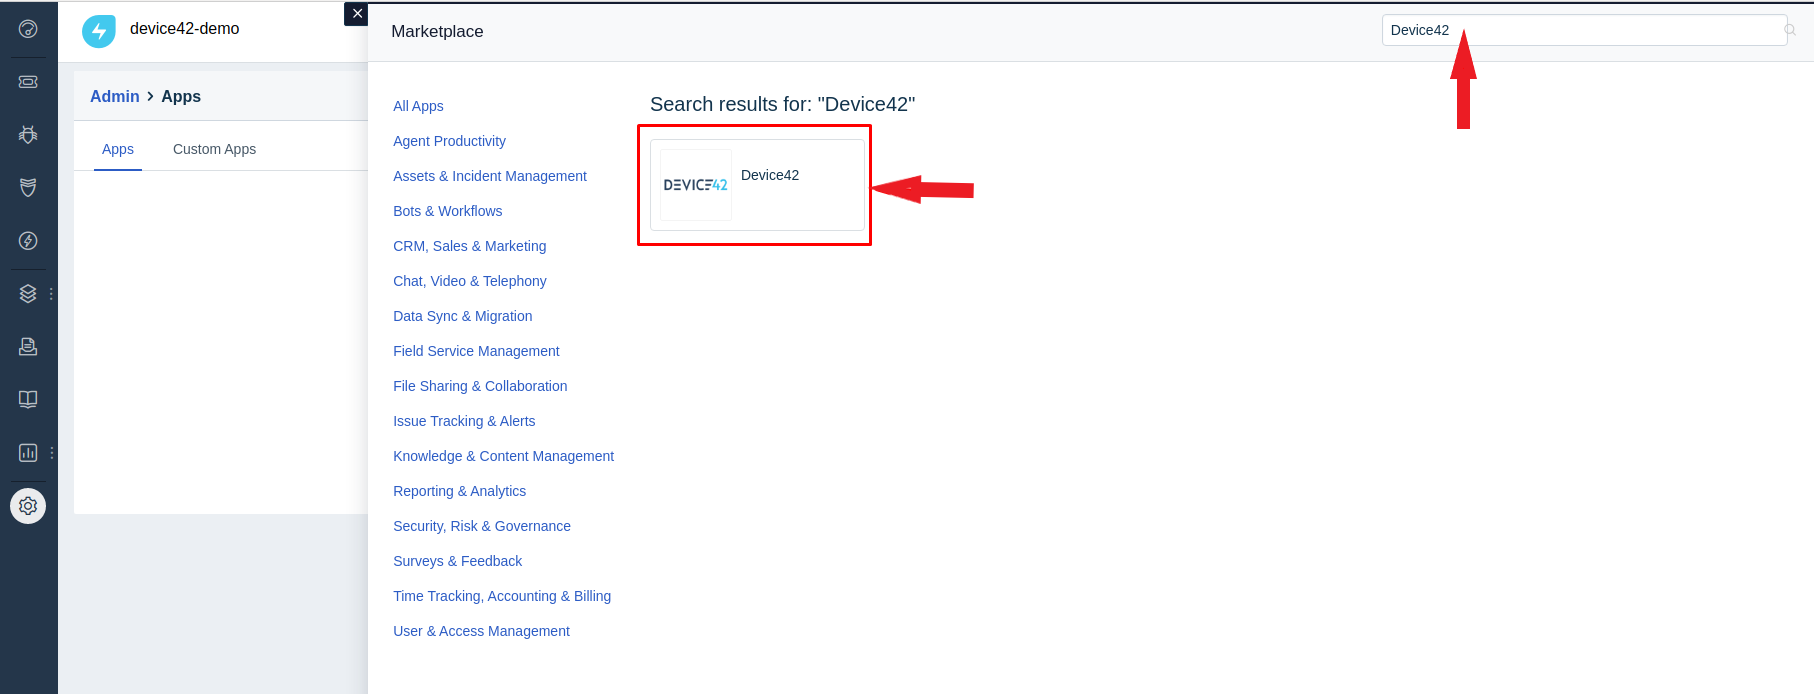 device42-demo
Admin > Apps
Apps
Custom Apps
Marketplace
Device42
All Apps
Agent Productivity
Assets & Incident Management
Bots & Workflows
CRM, Sales & Marketing
Chat, Video & Telephony
Data Sync & Migration
Field Service Management
File Sharing & Collaboration
Issue Tracking & Alerts
Knowledge & Content Management
Reporting & Analytics
Security, Risk & Governance
Surveys & Feedback
Time Tracking, Accounting & Billing
User & Access Management
Search results for: "Device42"
DEVICE42
Device42